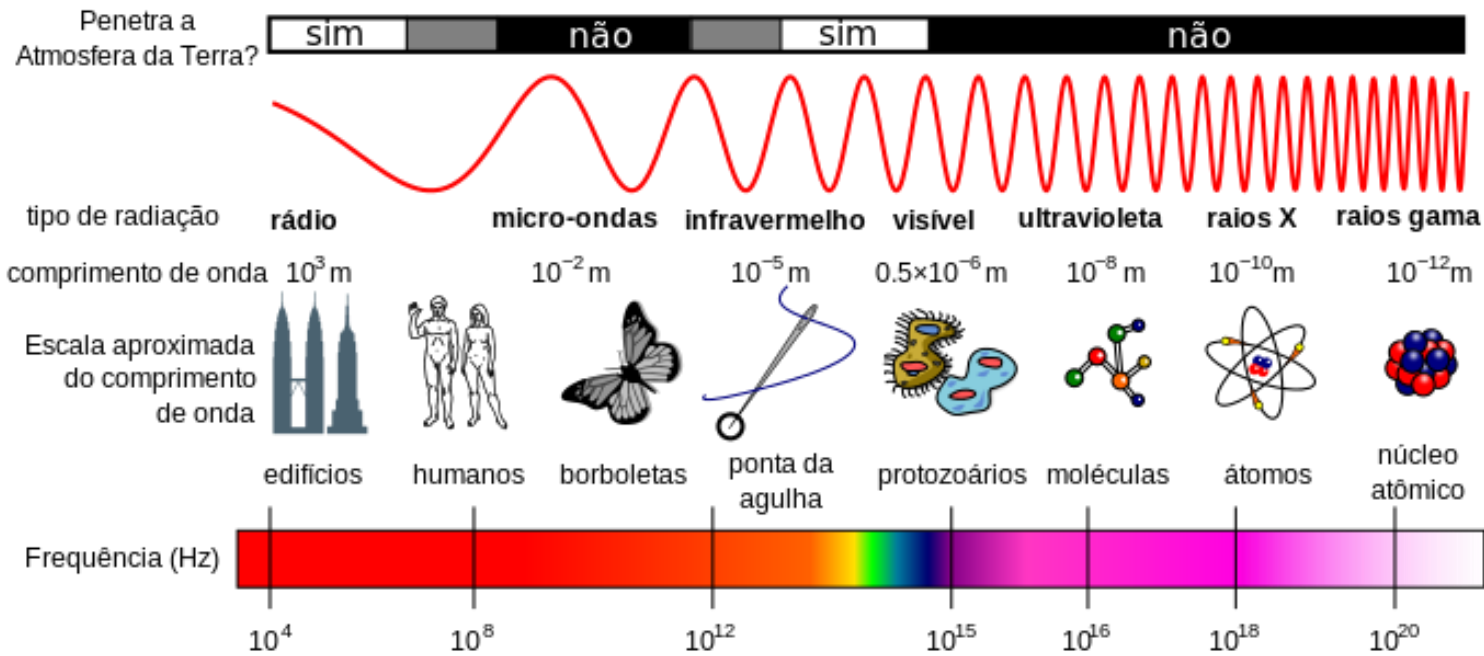 Penetra a
Atmosfera da Terra?
sim não sim não
tipo de radiação rádio micro-ondas infravermelho visível ultravioleta raios X raios gama
comprimento de onda 10³ m 10⁻² m 10⁻⁵ m 0.5×10⁻⁶ m 10⁻⁸ m 10⁻¹⁰ m 10⁻¹² m
Escala aproximada
do comprimento
de onda
edifícios humanos borboletas ponta da
agulha protozoários moléculas átomos núcleo
atômico
Frequência (Hz)
10⁴ 10⁸ 10¹² 10¹⁵ 10¹⁶ 10¹⁸ 10²⁰